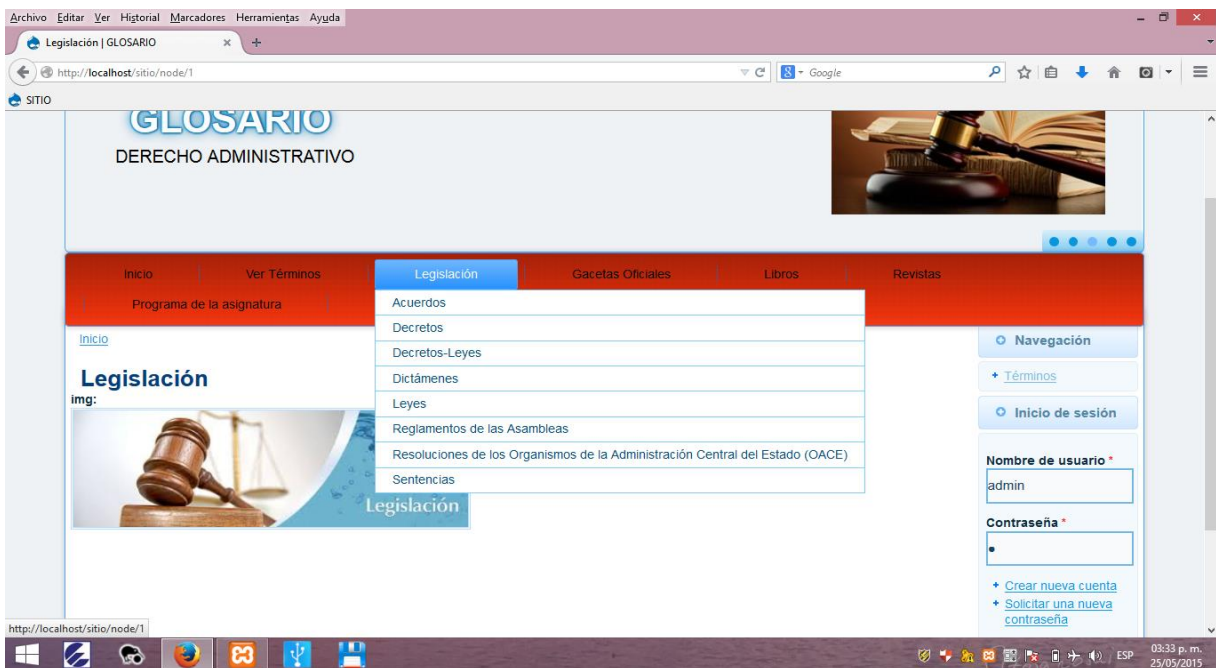 Archivo Editar Ver Historial Marcadores Herramientas Ayuda
Legislación | GLOSARIO
http://localhost/sitio/node/1
Google
SITIO
GLOSARIO
DERECHO ADMINISTRATIVO
Inicio Ver Términos Legislación Gacetas Oficiales Libros Revistas
Programa de la asignatura
Acuerdos
Decretos
Decretos-Leyes
Dictámenes
Leyes
Reglamentos de las Asambleas
Resoluciones de los Organismos de la Administración Central del Estado (OACE)
Sentencias
Inicio
Legislación
img:
Legislación
Navegación
Términos
Inicio de sesión
Nombre de usuario *
admin
Contraseña *
Crear nueva cuenta
Solicitar una nueva
contraseña
http://localhost/sitio/node/1
ESP
03:33 p. m.
25/05/2015